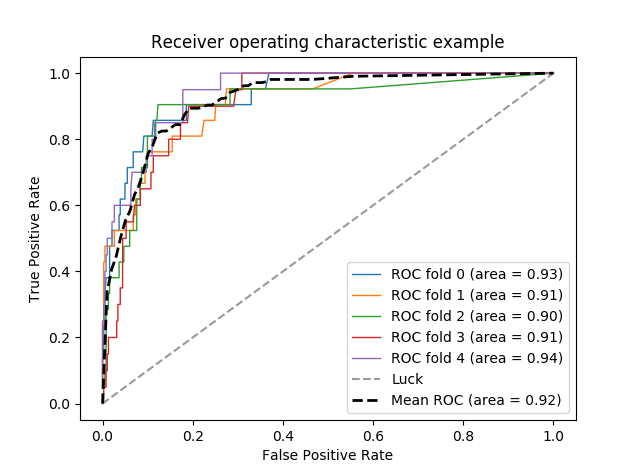 Receiver operating characteristic example
1.0
0.8
0.6
0.4
0.2
0.0
True Positive Rate
ROC fold 0 (area = 0.93)
ROC fold 1 (area = 0.91)
ROC fold 2 (area = 0.90)
ROC fold 3 (area = 0.91)
ROC fold 4 (area = 0.94)
Luck
Mean ROC (area = 0.92)
0.0 0.2 0.4 0.6 0.8 1.0
False Positive Rate